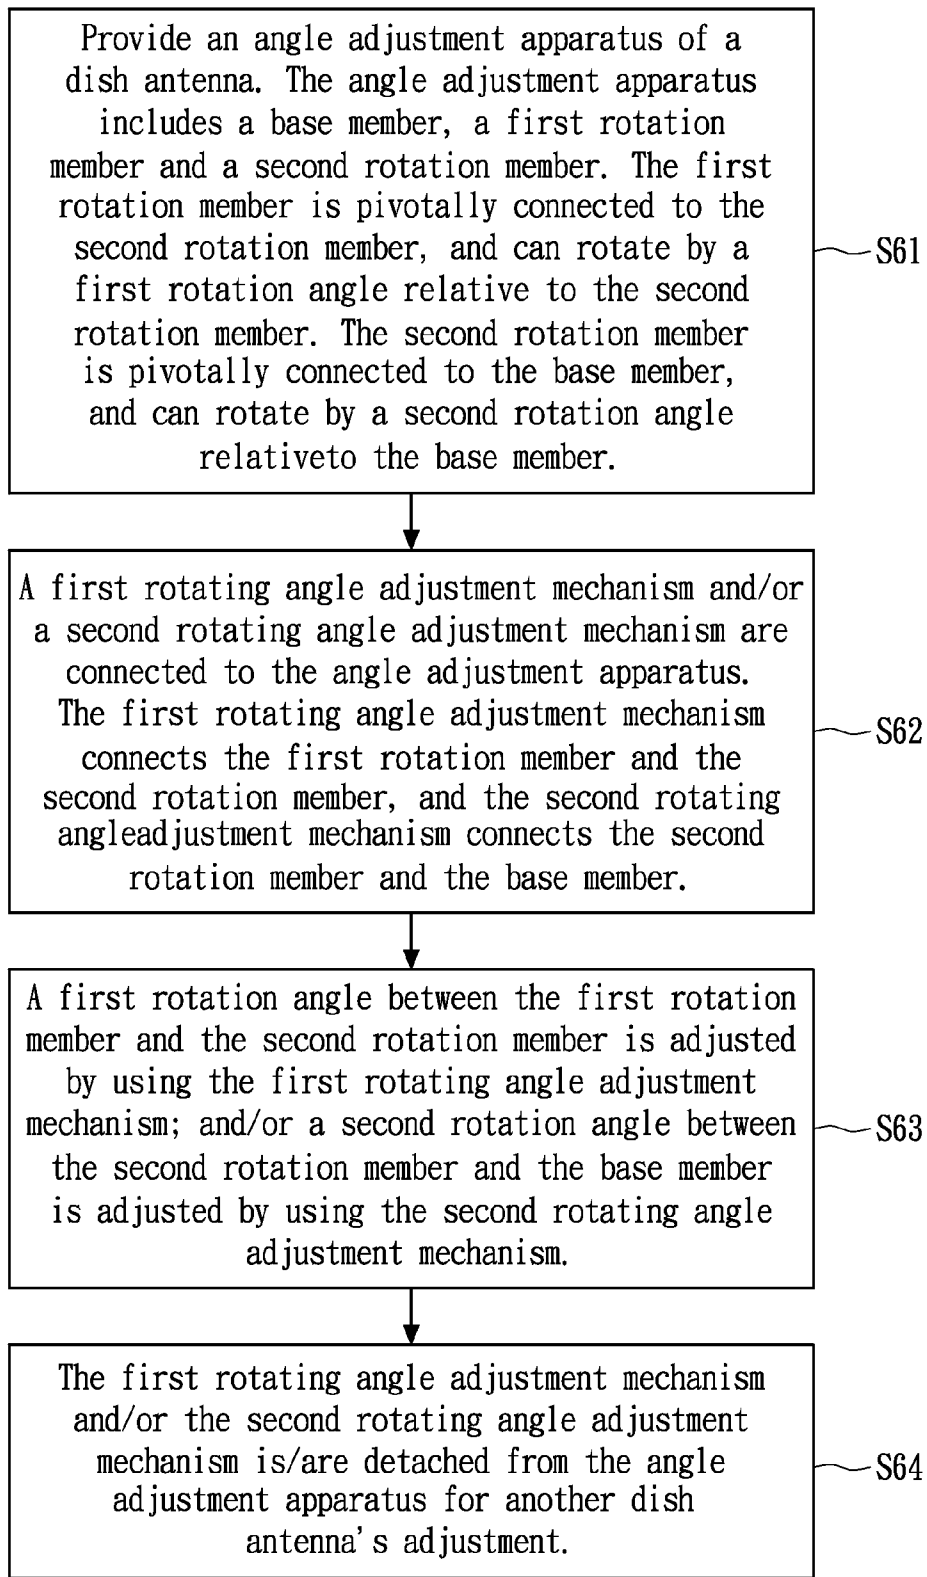 Provide an angle adjustment apparatus of a
dish antenna. The angle adjustment apparatus
includes a base member, a first rotation
member and a second rotation member. The first
rotation member is pivotally connected to the
second rotation member, and can rotate by a
first rotation angle relative to the second
rotation member. The second rotation member
is pivotally connected to the base member,
and can rotate by a second rotation angle
relativeto the base member.
S61
A first rotating angle adjustment mechanism and/or
a second rotating angle adjustment mechanism are
connected to the angle adjustment apparatus.
The first rotating angle adjustment mechanism
connects the first rotation member and the
second rotation member, and the second rotating
angleadjustment mechanism connects the second
rotation member and the base member.
S62
A first rotation angle between the first rotation
member and the second rotation member is adjusted
by using the first rotating angle adjustment
mechanism; and/or a second rotation angle between
the second rotation member and the base member
is adjusted by using the second rotating angle
adjustment mechanism.
S63
The first rotating angle adjustment mechanism
and/or the second rotating angle adjustment
mechanism is/are detached from the angle
adjustment apparatus for another dish
antenna's adjustment.
S64